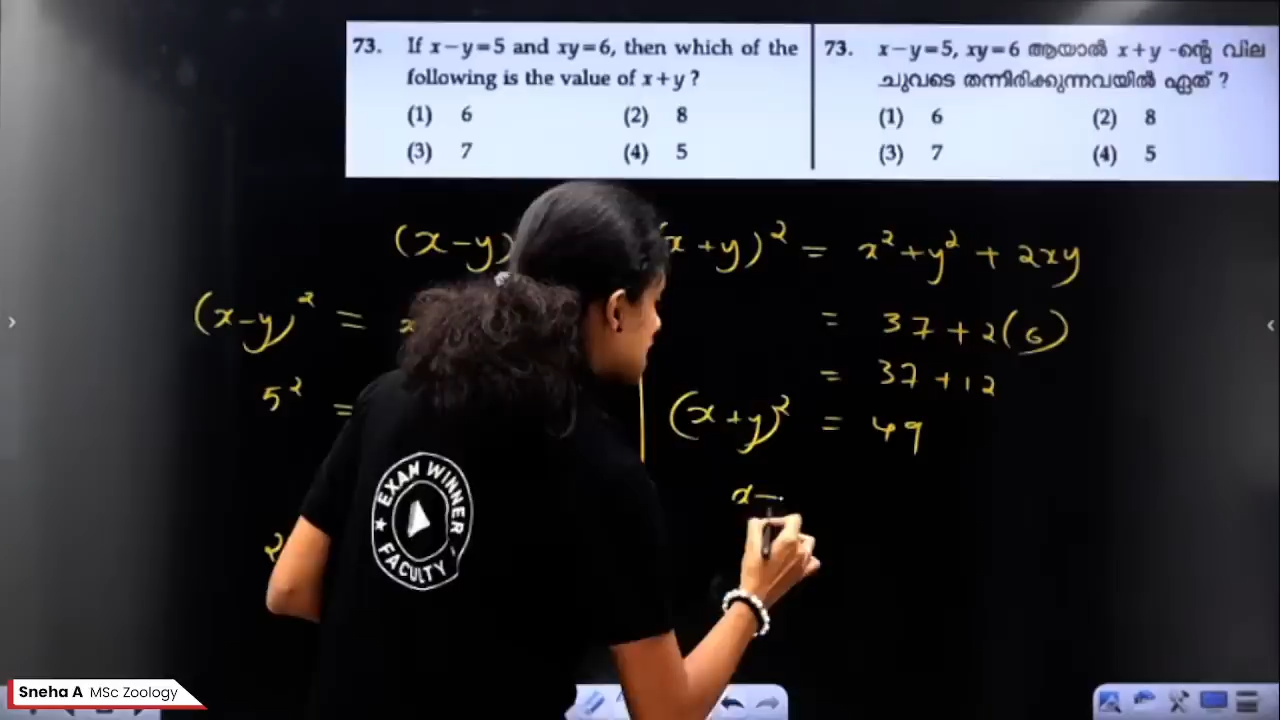 73. If x−y=5 and xy=6, then which of the
following is the value of x+y ?
(1) 6 (2) 8
(3) 7 (4) 5
73. x−y=5, xy=6 ആയാൽ x+y -ന്റെ വില
ചുവടെ തന്നിരിക്കുന്നവയിൽ ഏത് ?
(1) 6 (2) 8
(3) 7 (4) 5
(x-y)
(x-y)² =
5² =
2
x+y)² = x²+y² + 2xy
= 37 + 2(6)
= 37 +12
(x+y)² = 49
x
EXAM WINNER
FACULTY
Sneha A MSc Zoology